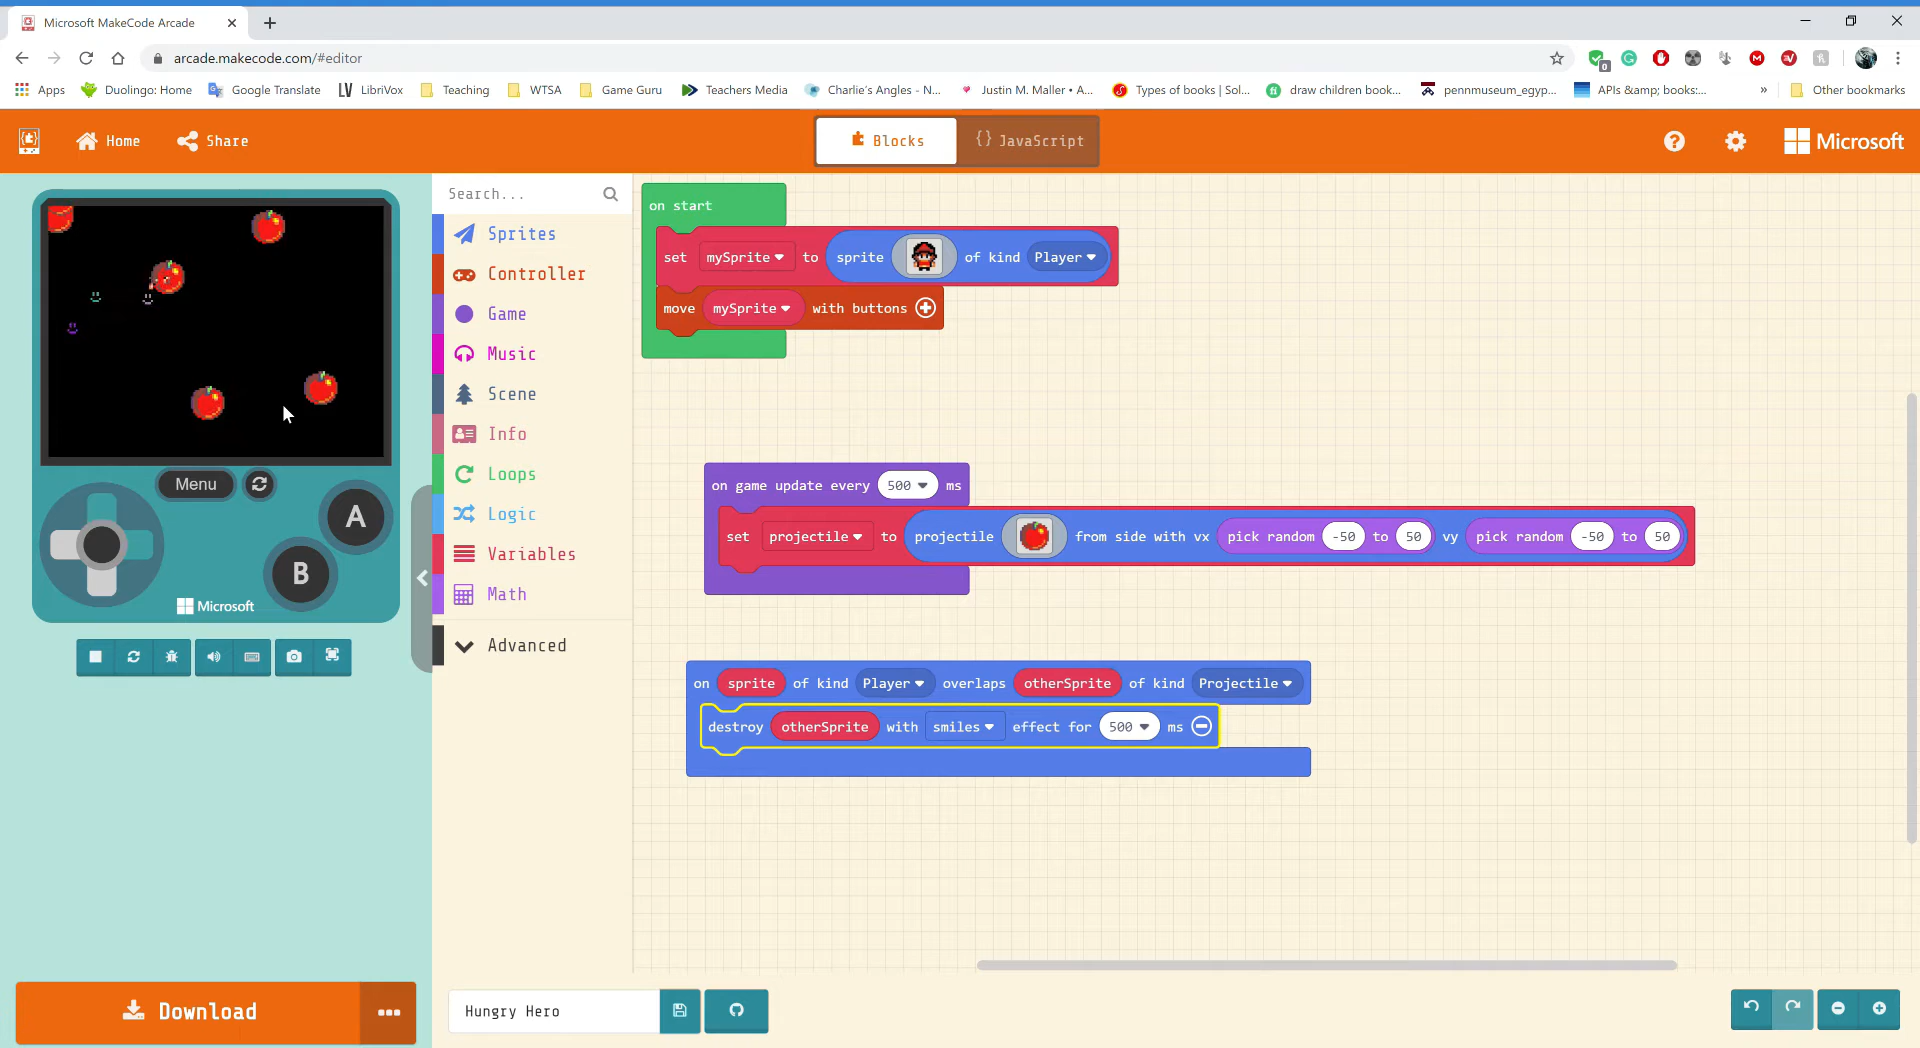 Microsoft MakeCode Arcade
arcade.makecode.com/#editor
0
Apps
Duolingo: Home
Google Translate
LV LibriVox
Teaching
WTSA
Game Guru
Teachers Media
Charlie's Angles - N...
Justin M. Maller • A...
Types of books | Sol...
draw children book...
pennmuseum_egyp...
APIs &amp; books:...
»
Other bookmarks
Home
Share
Blocks
{} JavaScript
Microsoft
Menu
A
B
Microsoft
Search...
Sprites
Controller
Game
Music
Scene
Info
Loops
Logic
Variables
Math
Advanced
on start
set mySprite to sprite of kind Player
move mySprite with buttons
on game update every 500 ms
set projectile to projectile from side with vx pick random -50 to 50 vy pick random -50 to 50
on sprite of kind Player overlaps otherSprite of kind Projectile
destroy otherSprite with smiles effect for 500 ms
Download
...
Hungry Hero